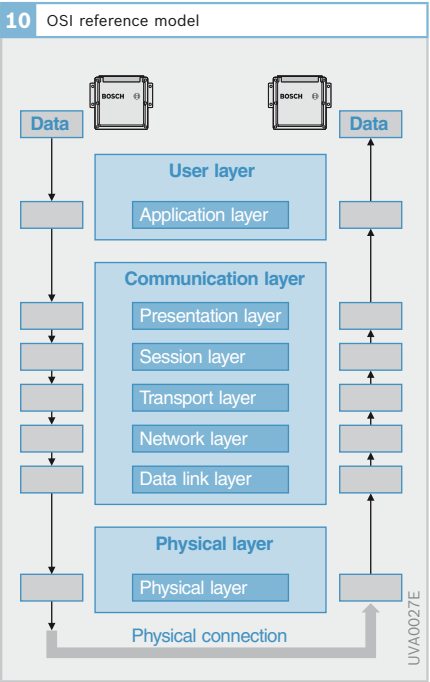 10 OSI reference model
BOSCH
BOSCH
Data
Data
User layer
Application layer
Communication layer
Presentation layer
Session layer
Transport layer
Network layer
Data link layer
Physical layer
Physical layer
Physical connection
UVA0027E